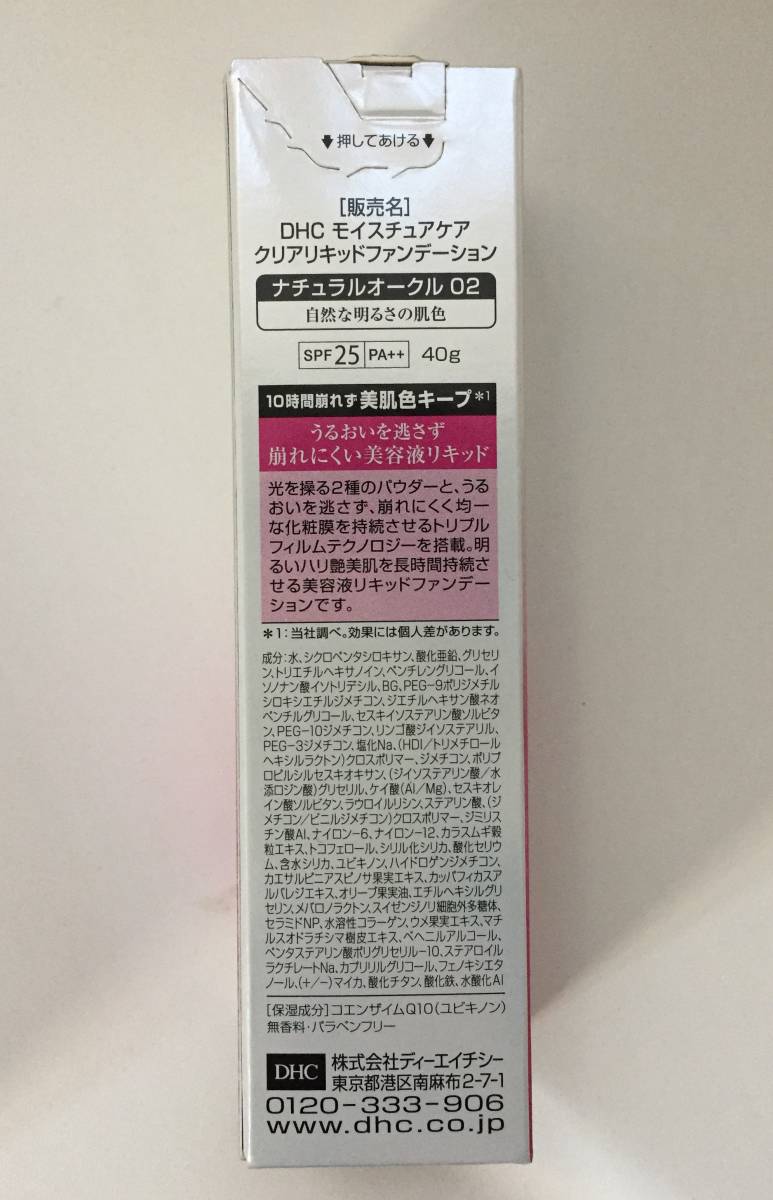 押してあける
[販売名]
DHC モイスチュアケア
クリアリキッドファンデーション
ナチュラルオークル 02
自然な明るさの肌色
SPF25 PA++ 40g
10時間崩れず美肌色キープ*1
うるおいを逃さず
崩れにくい美容液リキッド
光を操る2種のパウダーと、うる
おいを逃さず、崩れにくく均一
な化粧膜を持続させるトリプル
フィルムテクノロジーを搭載。明
るいハリ艶美肌を長時間持続さ
せる美容液リキッドファンデー
ションです。
*1:当社調べ。効果には個人差があります。
成分:水、シクロペンタシロキサン、酸化亜鉛、グリセリ
ン、トリエチルヘキサノイン、ペンチレングリコール、イ
ソノナン酸イソトリデシル、BG、PEG-9ポリジメチル
シロキシエチルジメチコン、ジエチルヘキサン酸ネオ
ペンチルグリコール、セスキイソステアリン酸ソルビタ
ン、PEG-10ジメチコン、リンゴ酸ジイソステアリル、
PEG-3ジメチコン、塩化Na、(HDI/トリメチロール
ヘキシルラクトン)クロスポリマー、ジメチコン、ポリプ
ロピルシルセスキオキサン、(ジイソステアリン酸/水
添ロジン酸)グリセリル、ケイ酸(Al/Mg)、セスキオレ
イン酸ソルビタン、ラウロイルリシン、ステアリン酸、(ジ
メチコン/ビニルジメチコン)クロスポリマー、ジミリス
チン酸Al、ナイロン-6、ナイロン-12、カラスムギ穀
粒エキス、トコフェロール、シリル化シリカ、酸化セリウ
ム、含水シリカ、ユビキノン、ハイドロゲンジメチコン、
カエサルピニアスピノサ果実エキス、カッパフィカスア
ルバレジエキス、オリーブ果実油、エチルヘキシルグリ
セリン、メバロノラクトン、スイゼンジノリ細胞外多糖体、
セラミドNP、水溶性コラーゲン、ウメ果実エキス、マチ
ルスオドラチシマ樹皮エキス、ベヘニルアルコール、
ペンタステアリン酸ポリグリセリル-10、ステアロイル
ラクチレートNa、カプリリルグリコール、フェノキシエタ
ノール、(+/-)マイカ、酸化チタン、酸化鉄、水酸化Al
[保湿成分]コエンザイムQ10(ユビキノン)
無香料・パラベンフリー
DHC 株式会社ディーエイチシー
東京都港区南麻布2-7-1
0120-333-906
www.dhc.co.jp